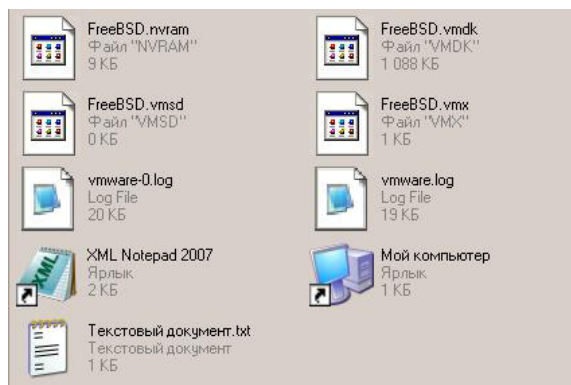 FreeBSD.nvram
Файл "NVRAM"
9 КБ
FreeBSD.vmdk
Файл "VMDK"
1 088 КБ
FreeBSD.vmsd
Файл "VMSD"
0 КБ
FreeBSD.vmx
Файл "VMX"
1 КБ
vmware-0.log
Log File
20 КБ
vmware.log
Log File
19 КБ
XML
XML Notepad 2007
Ярлык
2 КБ
Мой компьютер
Ярлык
1 КБ
Текстовый документ.txt
Текстовый документ
1 КБ